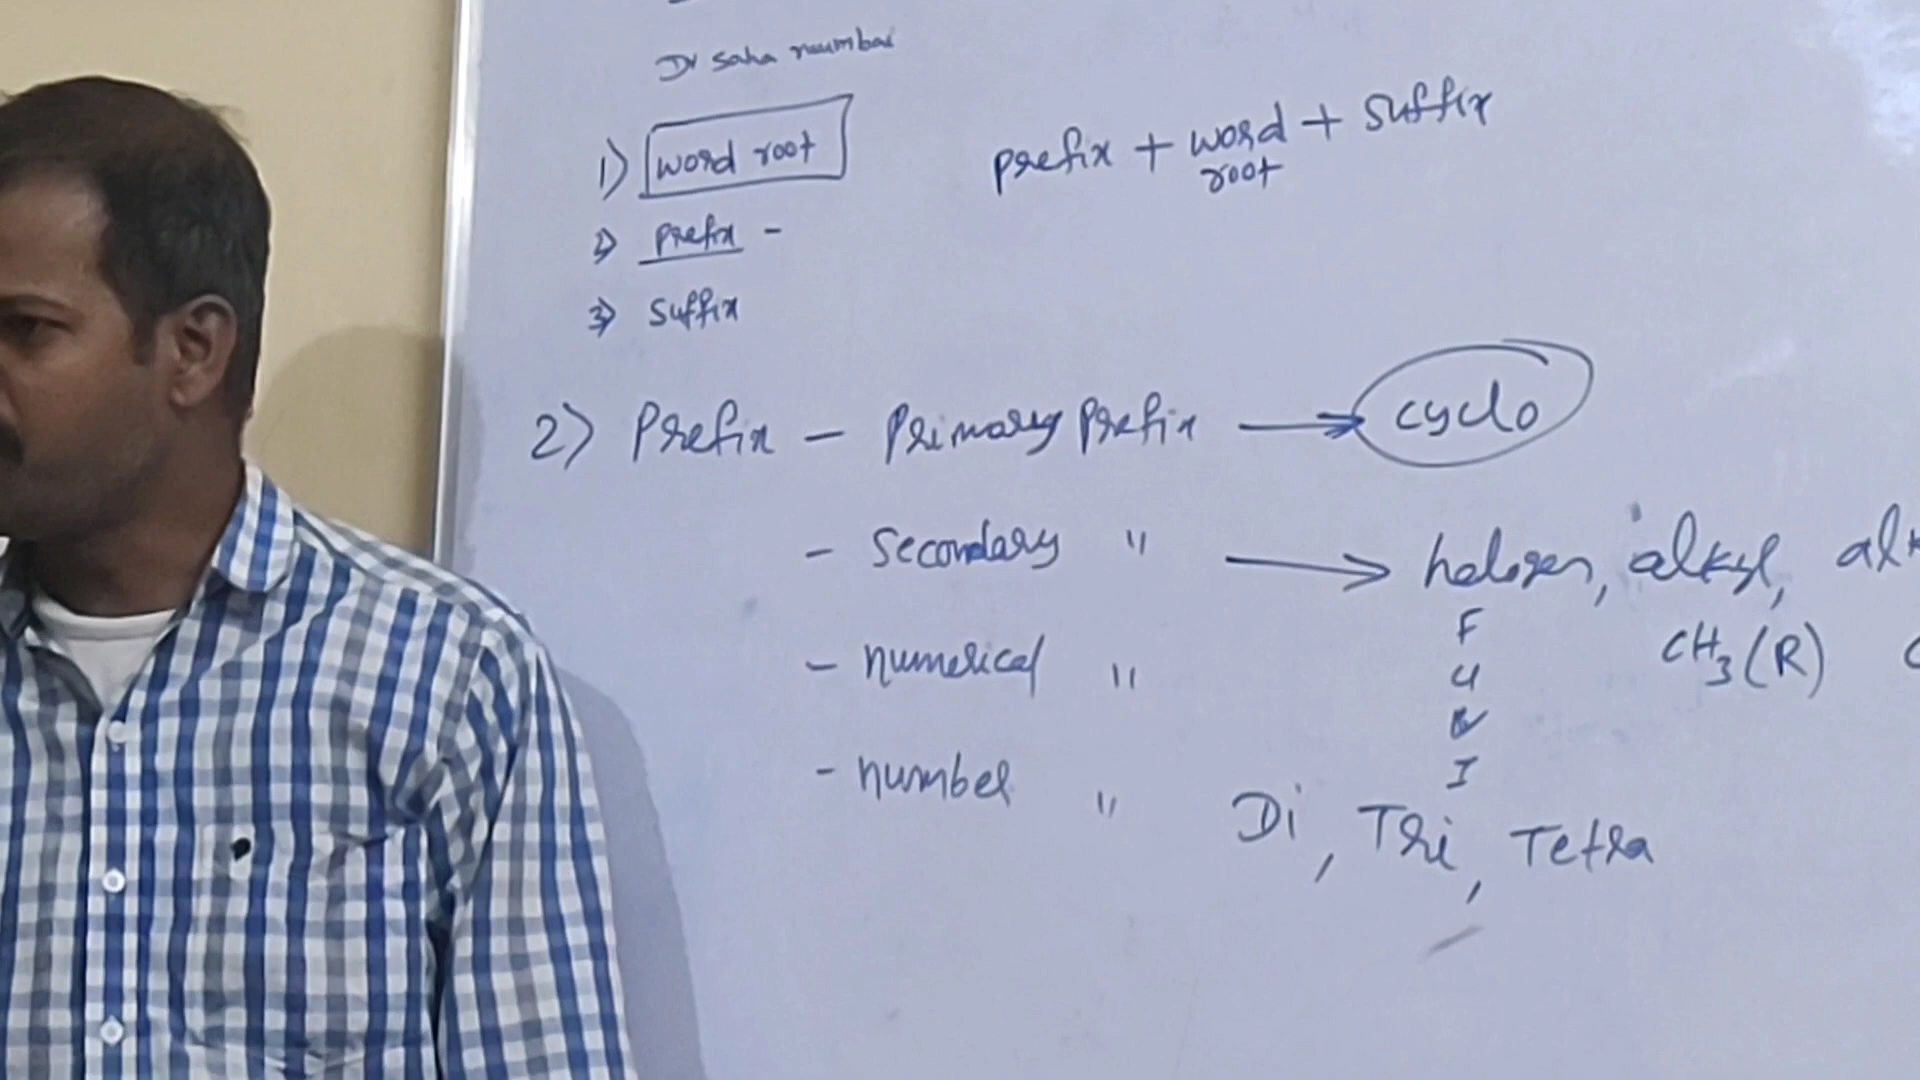 Dr saha number
1) word root
prefix + word + suffix
root
2) prefix -
3) suffix
2) Prefix - Primary Prefix → cyclo
- Secondary " → halogen, alkyl,
F CH3(R)
- numerical "
Br
I
- number " Di, Tri, Tetra